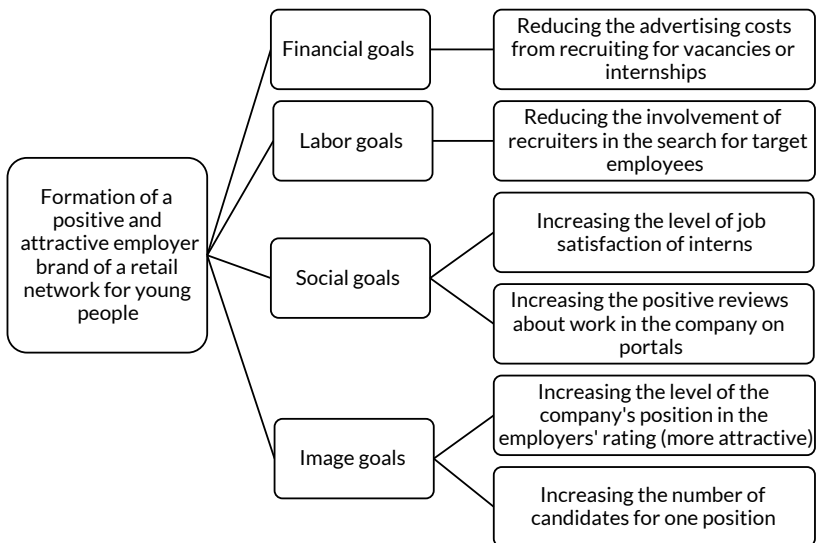 Formation of a
positive and
attractive employer
brand of a retail
network for young
people
Financial goals
Reducing the advertising costs
from recruiting for vacancies or
internships
Labor goals
Reducing the involvement of
recruiters in the search for target
employees
Social goals
Increasing the level of job
satisfaction of interns
Increasing the positive reviews
about work in the company on
portals
Image goals
Increasing the level of the
company's position in the
employers' rating (more attractive)
Increasing the number of
candidates for one position